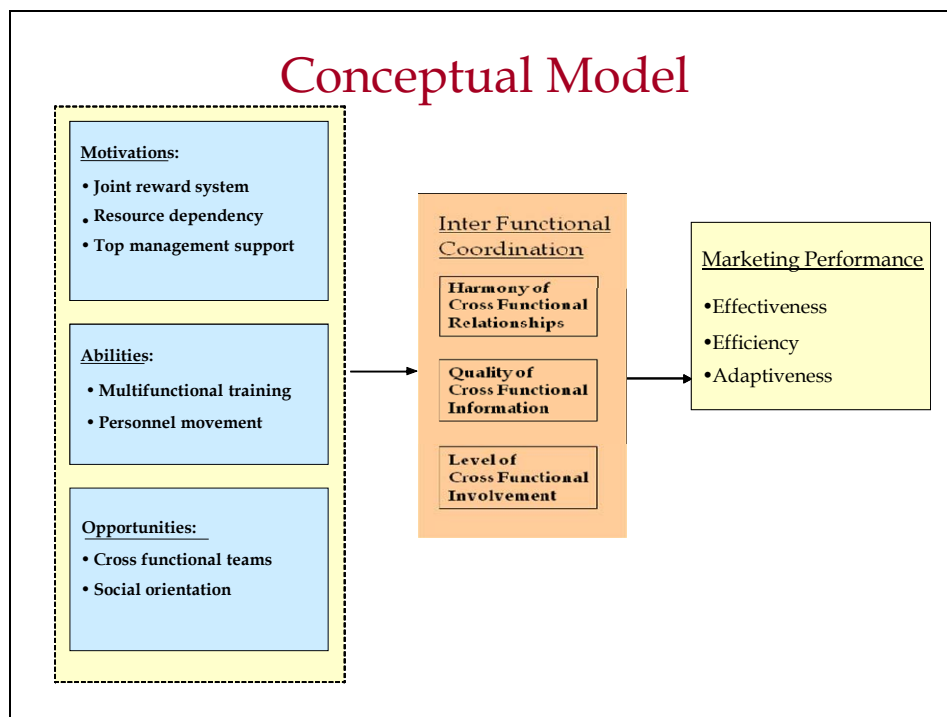 Conceptual Model
Motivations:
• Joint reward system
• Resource dependency
• Top management support
Abilities:
• Multifunctional training
• Personnel movement
Opportunities:
• Cross functional teams
• Social orientation
Inter Functional
Coordination
Harmony of
Cross Functional
Relationships
Quality of
Cross Functional
Information
Level of
Cross Functional
Involvement
Marketing Performance
•Effectiveness
•Efficiency
•Adaptiveness